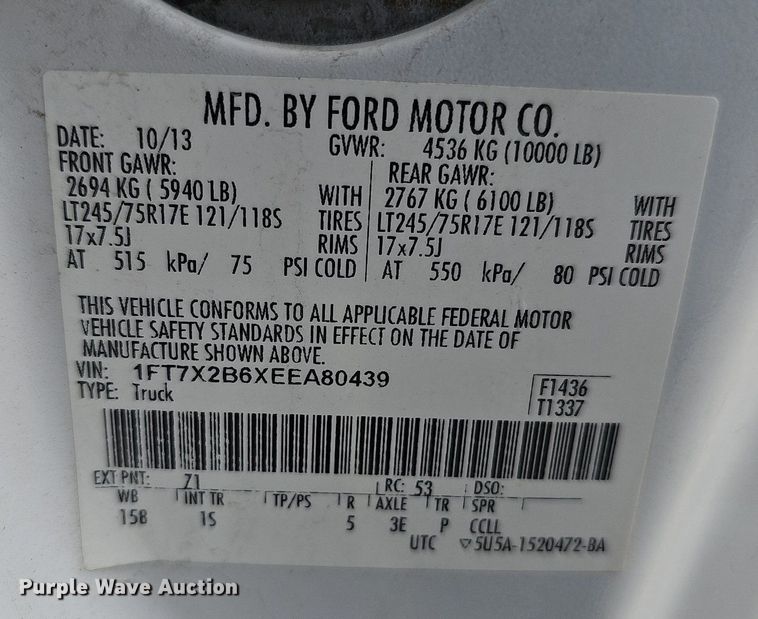 MFD. BY FORD MOTOR CO.
DATE: 10/13 GVWR: 4536 KG (10000 LB)
FRONT GAWR: REAR GAWR:
2694 KG ( 5940 LB) WITH 2767 KG ( 6100 LB) WITH
LT245/75R17E 121/118S TIRES LT245/75R17E 121/118S TIRES
17x7.5J RIMS 17x7.5J RIMS
AT 515 kPa/ 75 PSI COLD AT 550 kPa/ 80 PSI COLD
THIS VEHICLE CONFORMS TO ALL APPLICABLE FEDERAL MOTOR
VEHICLE SAFETY STANDARDS IN EFFECT ON THE DATE OF
MANUFACTURE SHOWN ABOVE.
VIN: 1FT7X2B6XEEA80439
TYPE: Truck
F1436
T1337
EXT PNT: Z1 RC: 53 DSO:
WB INT TR TP/PS R AXLE TR SPR
158 1S 5 3E P CCLL
UTC ▽5U5A-1520472-BA
Purple Wave Auction